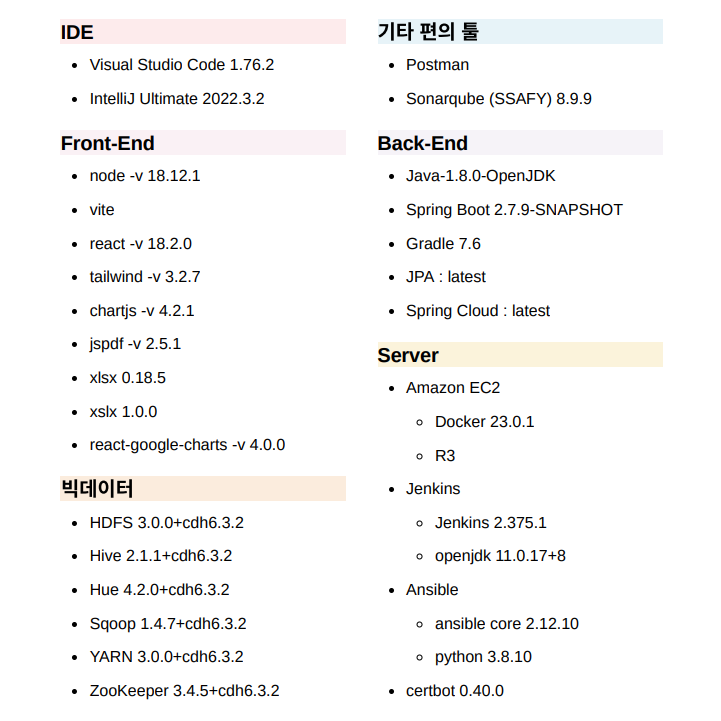 IDE
Visual Studio Code 1.76.2
IntelliJ Ultimate 2022.3.2
Front-End
node -v 18.12.1
vite
react -v 18.2.0
tailwind -v 3.2.7
chartjs -v 4.2.1
jspdf -v 2.5.1
xlsx 0.18.5
xslx 1.0.0
react-google-charts -v 4.0.0
빅데이터
HDFS 3.0.0+cdh6.3.2
Hive 2.1.1+cdh6.3.2
Hue 4.2.0+cdh6.3.2
Sqoop 1.4.7+cdh6.3.2
YARN 3.0.0+cdh6.3.2
ZooKeeper 3.4.5+cdh6.3.2
기타 편의 툴
Postman
Sonarqube (SSAFY) 8.9.9
Back-End
Java-1.8.0-OpenJDK
Spring Boot 2.7.9-SNAPSHOT
Gradle 7.6
JPA : latest
Spring Cloud : latest
Server
Amazon EC2
Docker 23.0.1
R3
Jenkins
Jenkins 2.375.1
openjdk 11.0.17+8
Ansible
ansible core 2.12.10
python 3.8.10
certbot 0.40.0